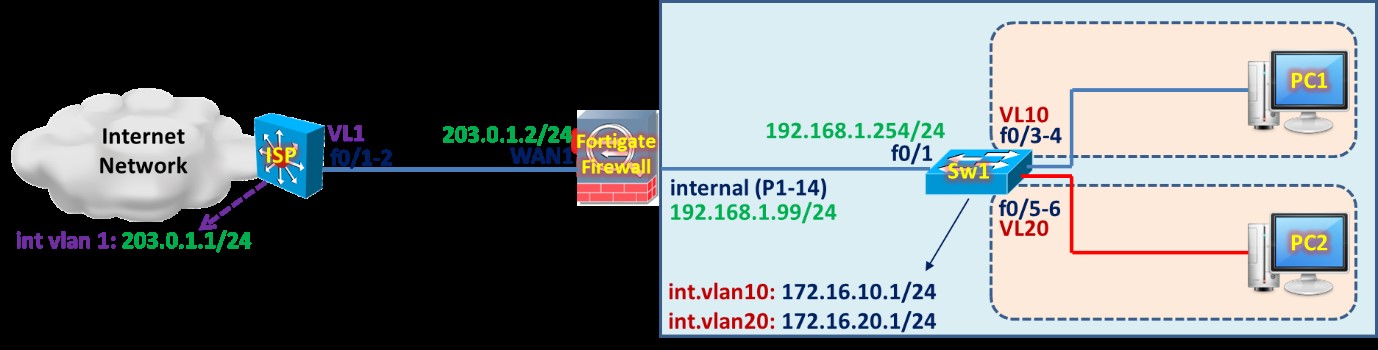 Internet
Network
ISP
VL1
f0/1-2
int vlan 1: 203.0.1.1/24
203.0.1.2/24
WAN1
Fortigate
Firewall
internal (P1-14)
192.168.1.99/24
192.168.1.254/24
f0/1
Sw1
VL10
f0/3-4
f0/5-6
VL20
int.vlan10: 172.16.10.1/24
int.vlan20: 172.16.20.1/24
PC1
PC2